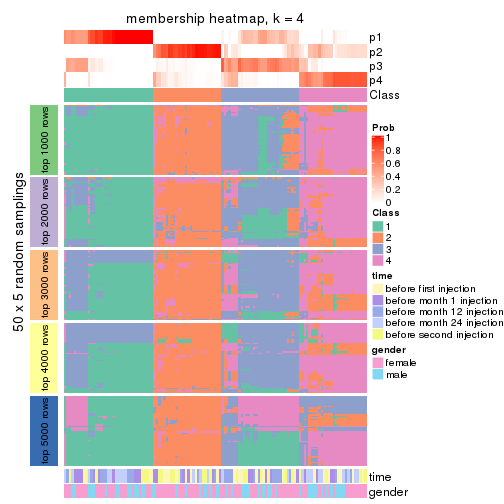 membership heatmap, k = 4
p1
p2
p3
p4
Class
50 x 5 random samplings
top 1000 rows
top 2000 rows
top 3000 rows
top 4000 rows
top 5000 rows
time
gender
Prob
1
0.8
0.6
0.4
0.2
0
Class
1
2
3
4
time
before first injection
before month 1 injection
before month 12 injection
before month 24 injection
before second injection
gender
female
male